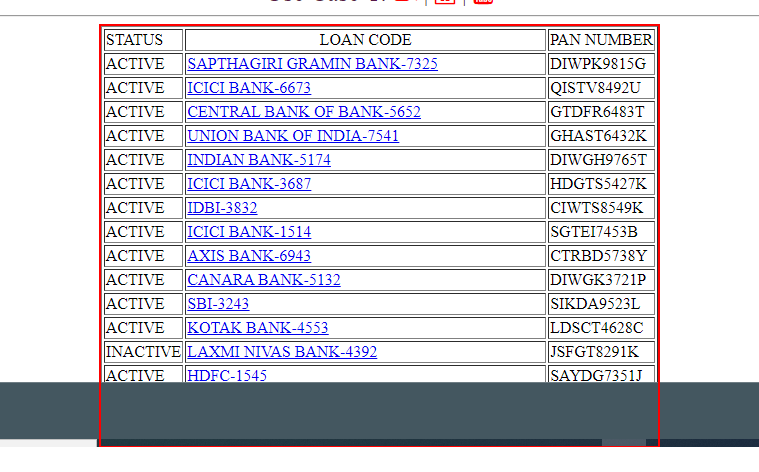 STATUS LOAN CODE PAN NUMBER
ACTIVE SAPTHAGIRI GRAMIN BANK-7325 DIWPK9815G
ACTIVE ICICI BANK-6673 QISTV8492U
ACTIVE CENTRAL BANK OF BANK-5652 GTDFR6483T
ACTIVE UNION BANK OF INDIA-7541 GHAST6432K
ACTIVE INDIAN BANK-5174 DIWGH9765T
ACTIVE ICICI BANK-3687 HDGTS5427K
ACTIVE IDBI-3832 CIWTS8549K
ACTIVE ICICI BANK-1514 SGTEI7453B
ACTIVE AXIS BANK-6943 CTRBD5738Y
ACTIVE CANARA BANK-5132 DIWGK3721P
ACTIVE SBI-3243 SIKDA9523L
ACTIVE KOTAK BANK-4553 LDSCT4628C
INACTIVE LAXMI NIVAS BANK-4392 JSFGT8291K
ACTIVE HDFC-1545 SAYDG7351J